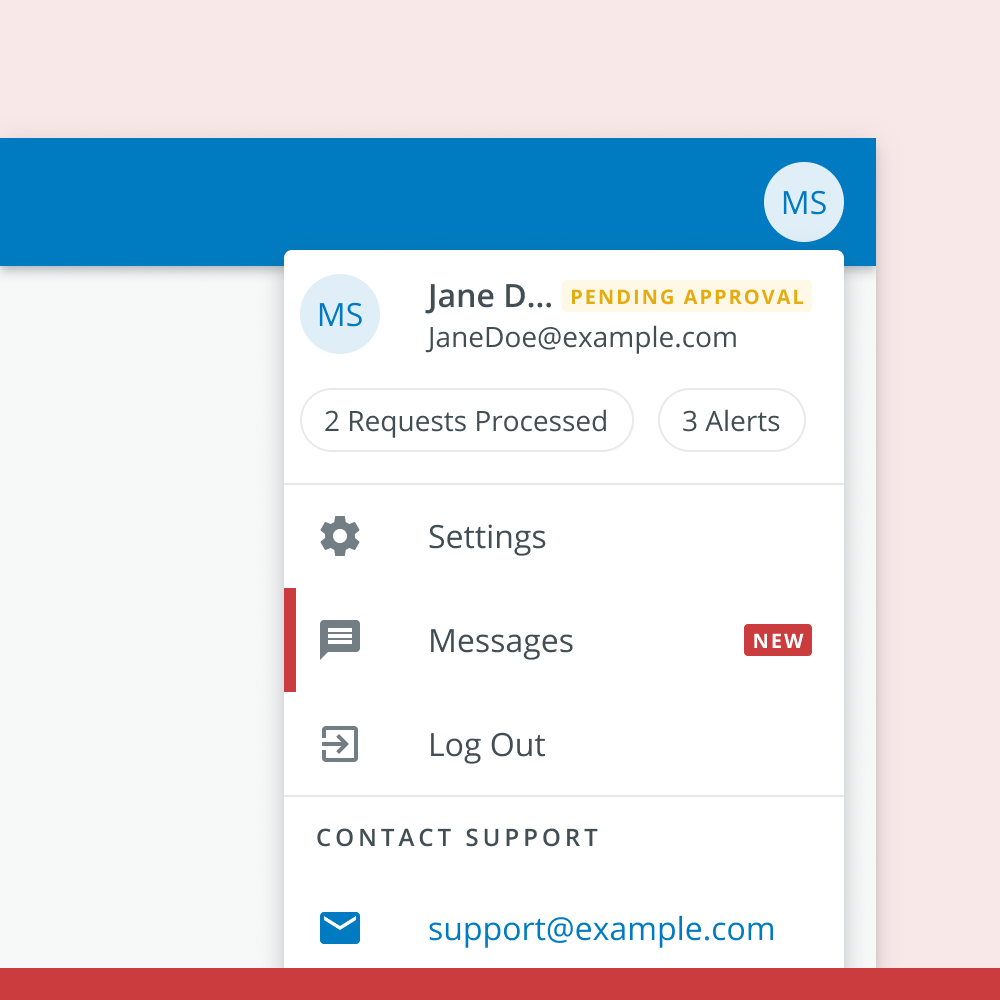 MS
MS
Jane D... PENDING APPROVAL
JaneDoe@example.com
2 Requests Processed 3 Alerts
Settings
Messages NEW
Log Out
CONTACT SUPPORT
support@example.com